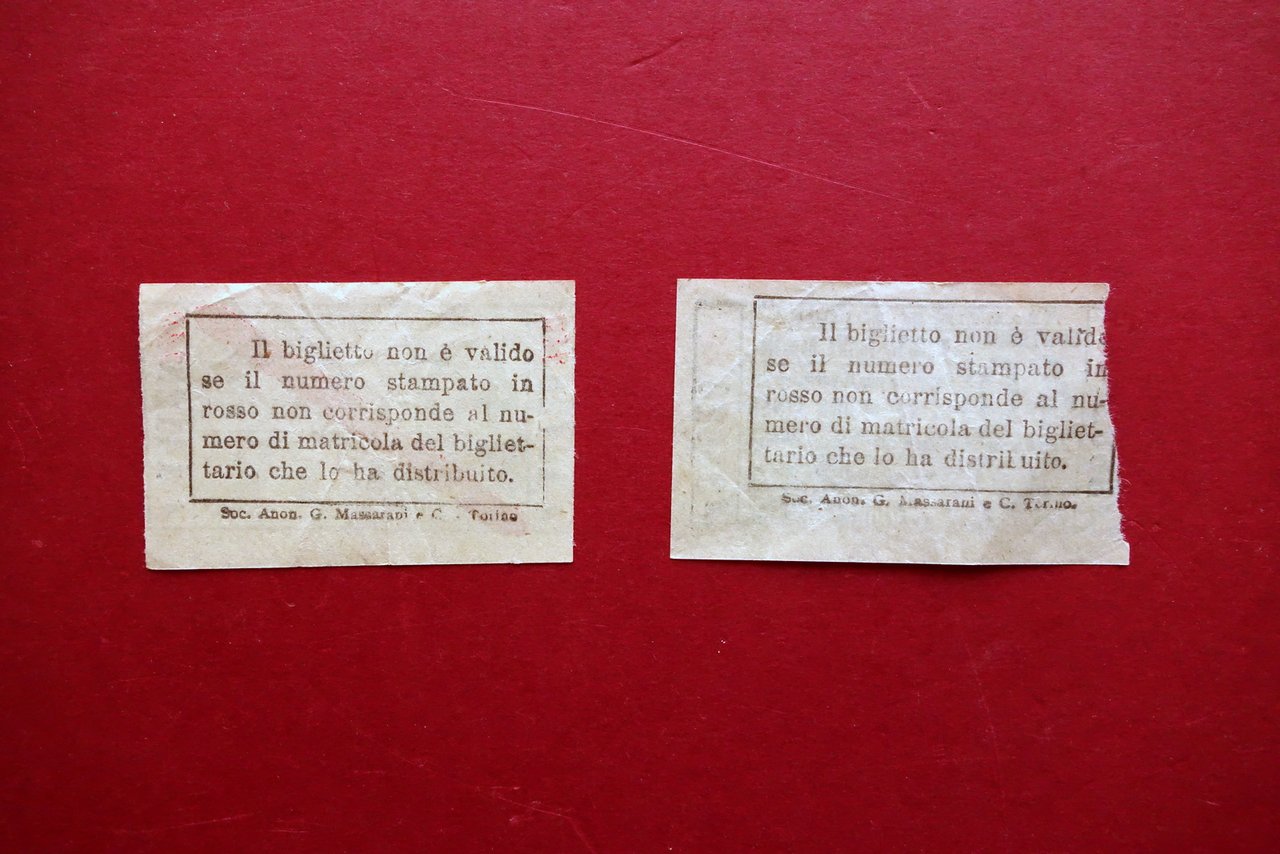 Il biglietto non è valido
se il numero stampato in
rosso non corrisponde al nu-
mero di matricola del bigliet-
tario che lo ha distribuito.
Soc. Anon. G. Massarani e C. Torino
Il biglietto non è valido
se il numero stampato in
rosso non corrisponde al nu-
mero di matricola del bigliet-
tario che lo ha distribuito.
Soc. Anon. G. Massarani e C. Torino.